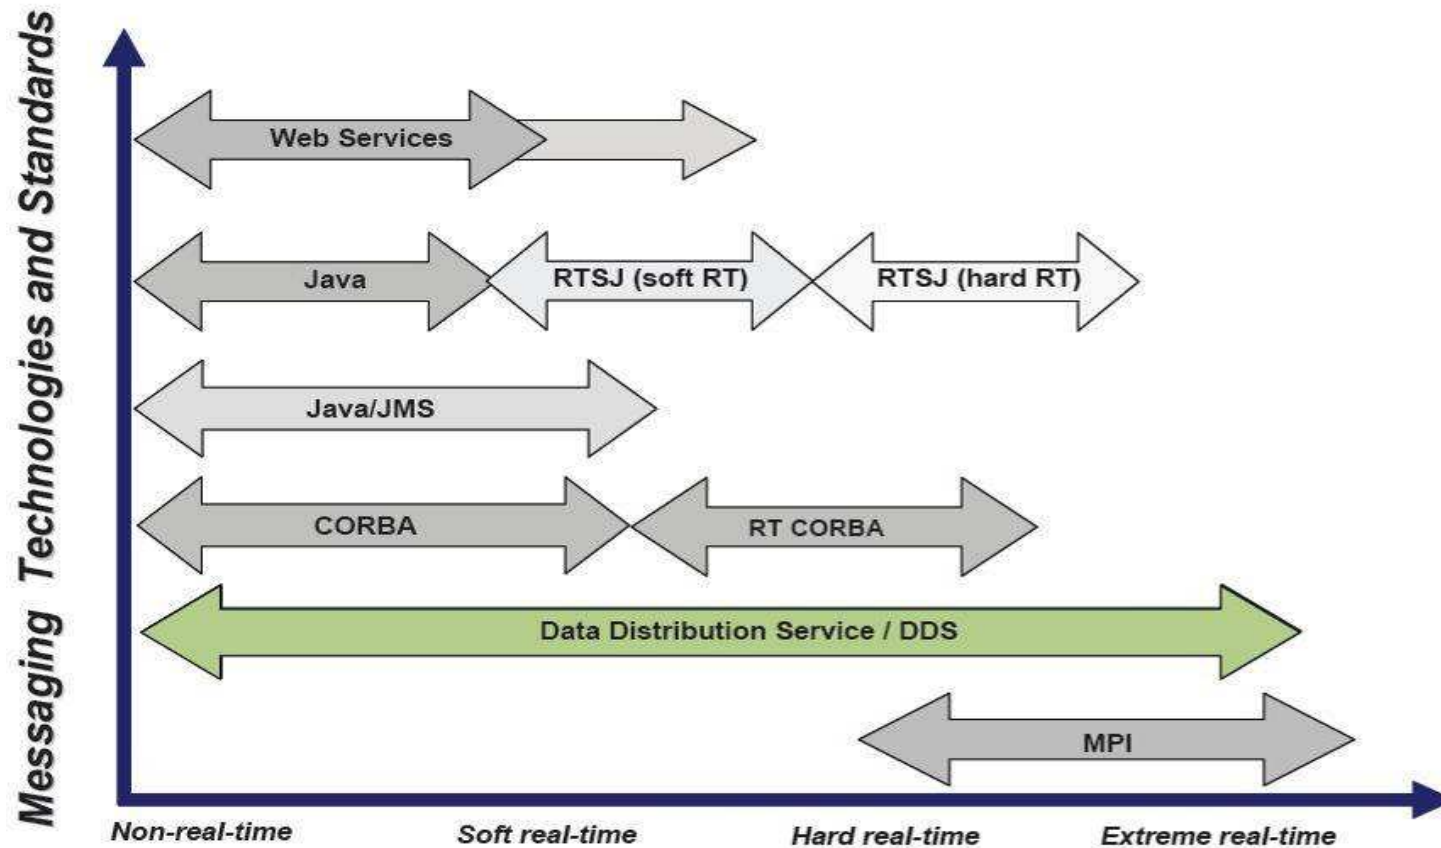 Messaging Technologies and Standards
Web Services
Java
RTSJ (soft RT)
RTSJ (hard RT)
Java/JMS
CORBA
RT CORBA
Data Distribution Service / DDS
MPI
Non-real-time
Soft real-time
Hard real-time
Extreme real-time